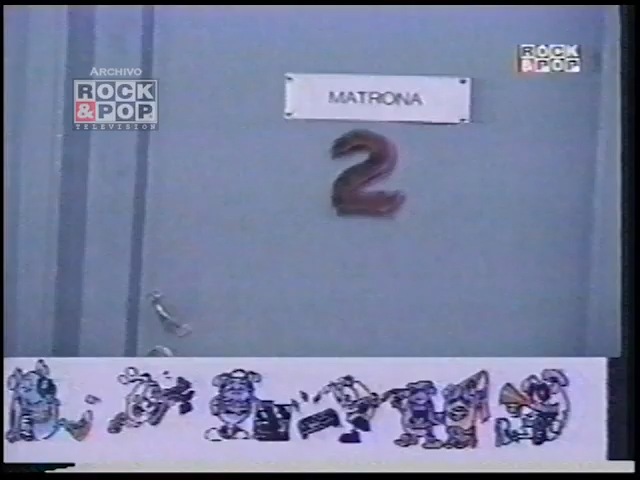 ARCHIVO
ROCK
&POP
TELEVISION
ROCK
&POP
MATRONA
2